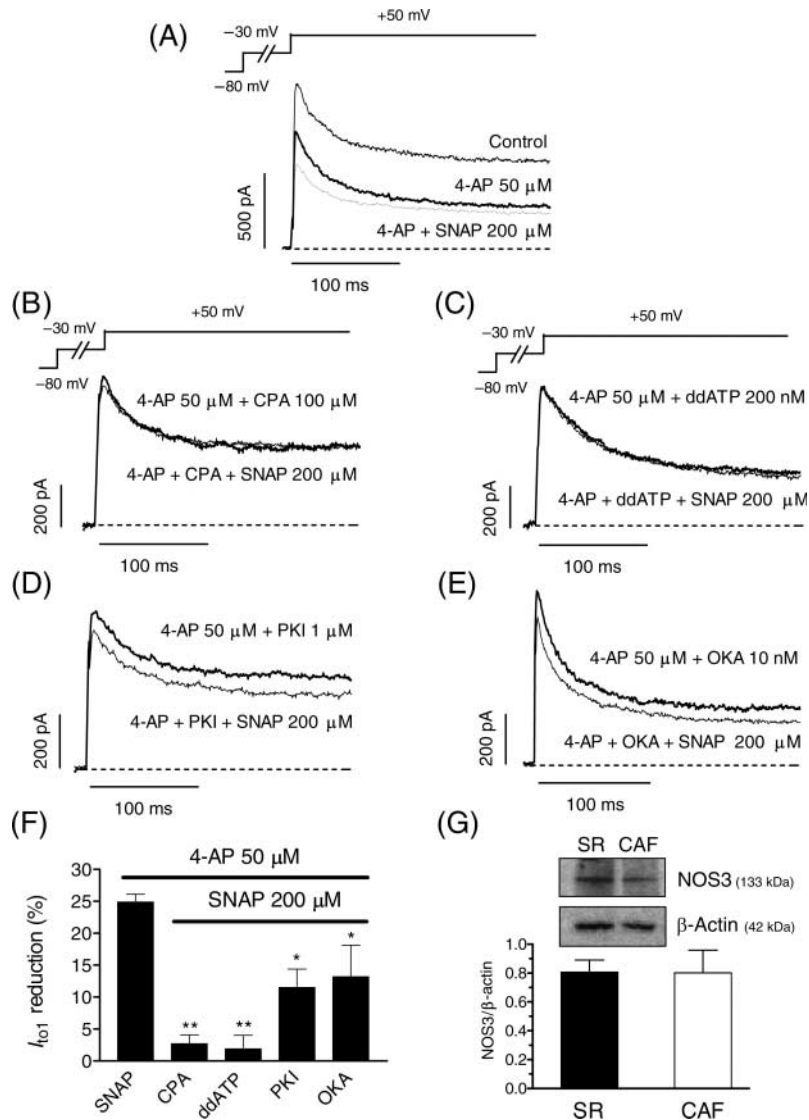 (A)
−30 mV
+50 mV
−80 mV
Control
4-AP 50 μM
4-AP + SNAP 200 μM
500 pA
100 ms
(B)
−30 mV
+50 mV
−80 mV
4-AP 50 μM + CPA 100 μM
4-AP + CPA + SNAP 200 μM
200 pA
100 ms
(C)
−30 mV
+50 mV
−80 mV
4-AP 50 μM + ddATP 200 nM
4-AP + ddATP + SNAP 200 μM
200 pA
100 ms
(D)
4-AP 50 μM + PKI 1 μM
4-AP + PKI + SNAP 200 μM
200 pA
100 ms
(E)
4-AP 50 μM + OKA 10 nM
4-AP + OKA + SNAP 200 μM
200 pA
100 ms
(F)
4-AP 50 μM
SNAP 200 μM
Ito1 reduction (%)
30
25
20
15
10
5
0
** ** * *
SNAP CPA ddATP PKI OKA
(G)
SR CAF
NOS3 (133 kDa)
β-Actin (42 kDa)
NOS3/β-actin
1.0
0.8
0.6
0.4
0.2
0.0
SR CAF